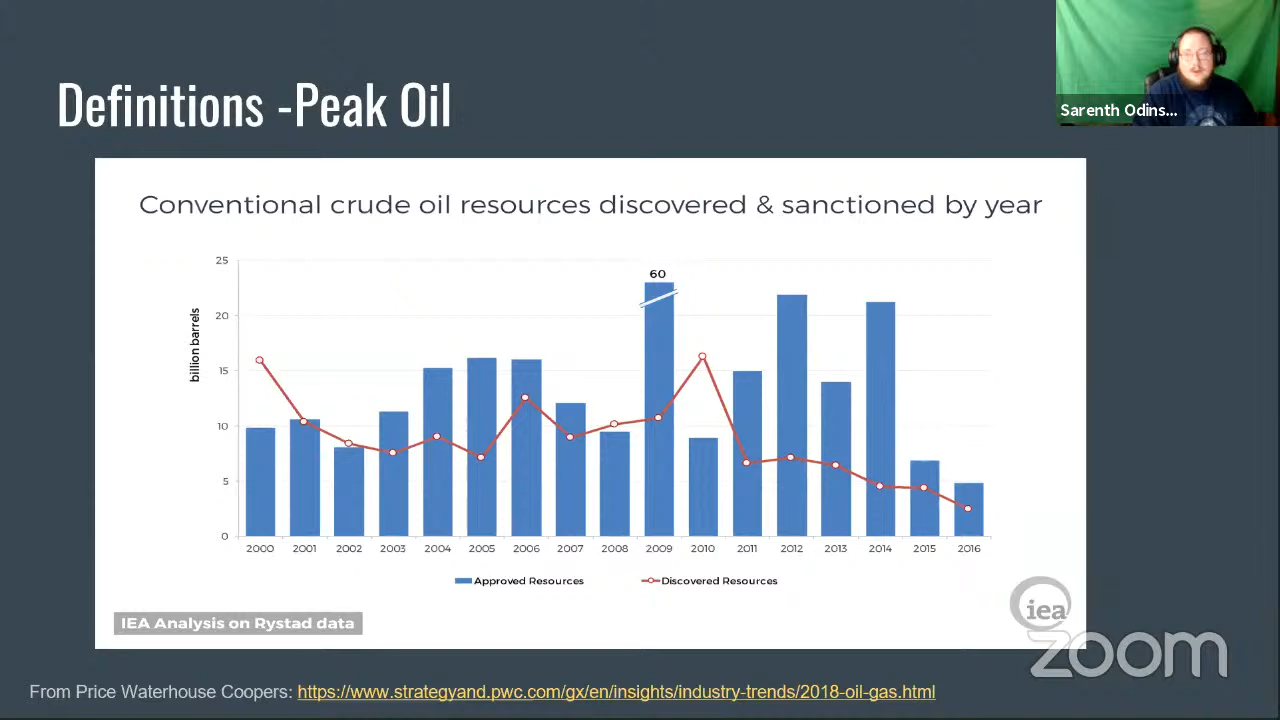 Definitions -Peak Oil
Sarenth Odins...
Conventional crude oil resources discovered & sanctioned by year
billion barrels
25
20
15
10
5
0
60
2000 2001 2002 2003 2004 2005 2006 2007 2008 2009 2010 2011 2012 2013 2014 2015 2016
Approved Resources Discovered Resources
IEA Analysis on Rystad data
iea
zoom
From Price Waterhouse Coopers: https://www.strategyand.pwc.com/gx/en/insights/industry-trends/2018-oil-gas.html